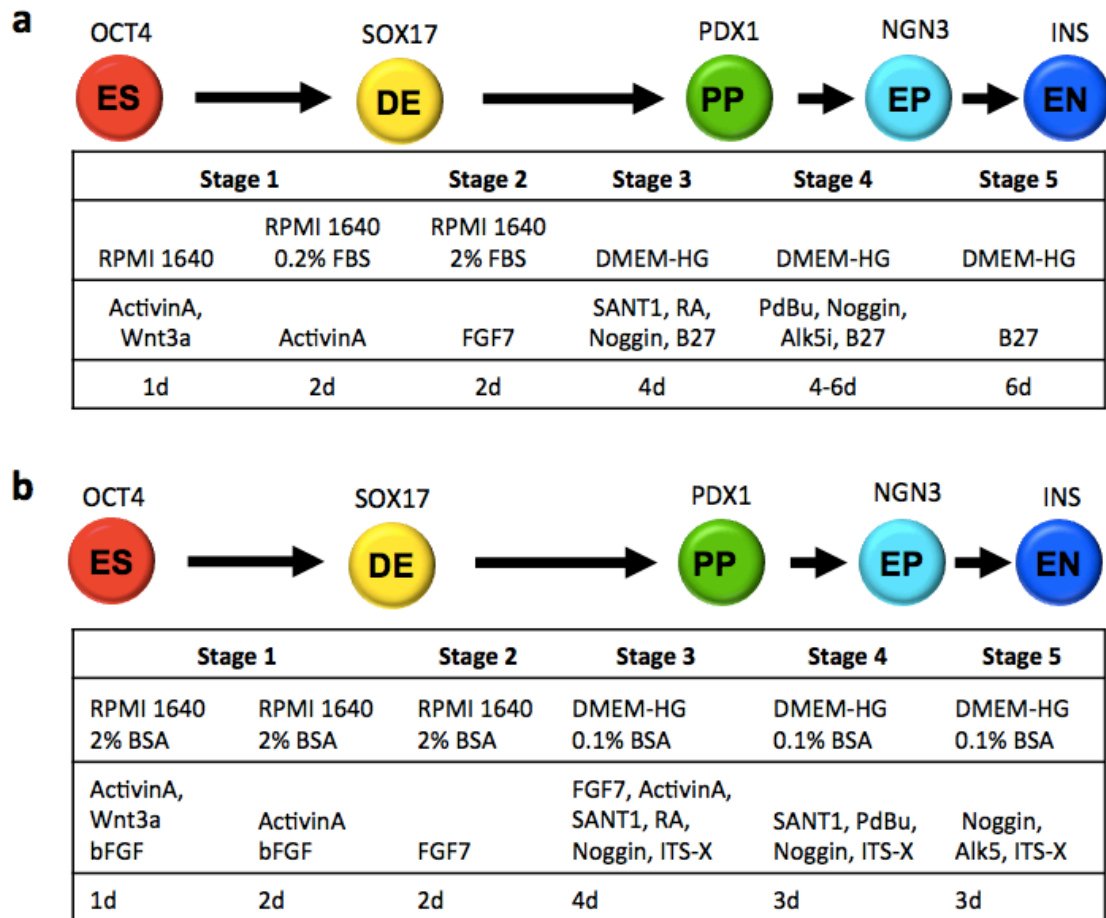 a
OCT4 SOX17 PDX1 NGN3 INS
ES DE PP EP EN
Stage 1 Stage 2 Stage 3 Stage 4 Stage 5
RPMI 1640 RPMI 1640
RPMI 1640 0.2% FBS 2% FBS DMEM-HG DMEM-HG DMEM-HG
ActivinA, SANT1, RA, PdBu, Noggin,
Wnt3a ActivinA FGF7 Noggin, B27 Alk5i, B27 B27
1d 2d 2d 4d 4-6d 6d
b
OCT4 SOX17 PDX1 NGN3 INS
ES DE PP EP EN
Stage 1 Stage 2 Stage 3 Stage 4 Stage 5
RPMI 1640 RPMI 1640 RPMI 1640 DMEM-HG DMEM-HG DMEM-HG
2% BSA 2% BSA 2% BSA 0.1% BSA 0.1% BSA 0.1% BSA
ActivinA, FGF7, ActivinA,
Wnt3a ActivinA SANT1, RA, SANT1, PdBu, Noggin,
bFGF bFGF FGF7 Noggin, ITS-X Noggin, ITS-X Alk5, ITS-X
1d 2d 2d 4d 3d 3d